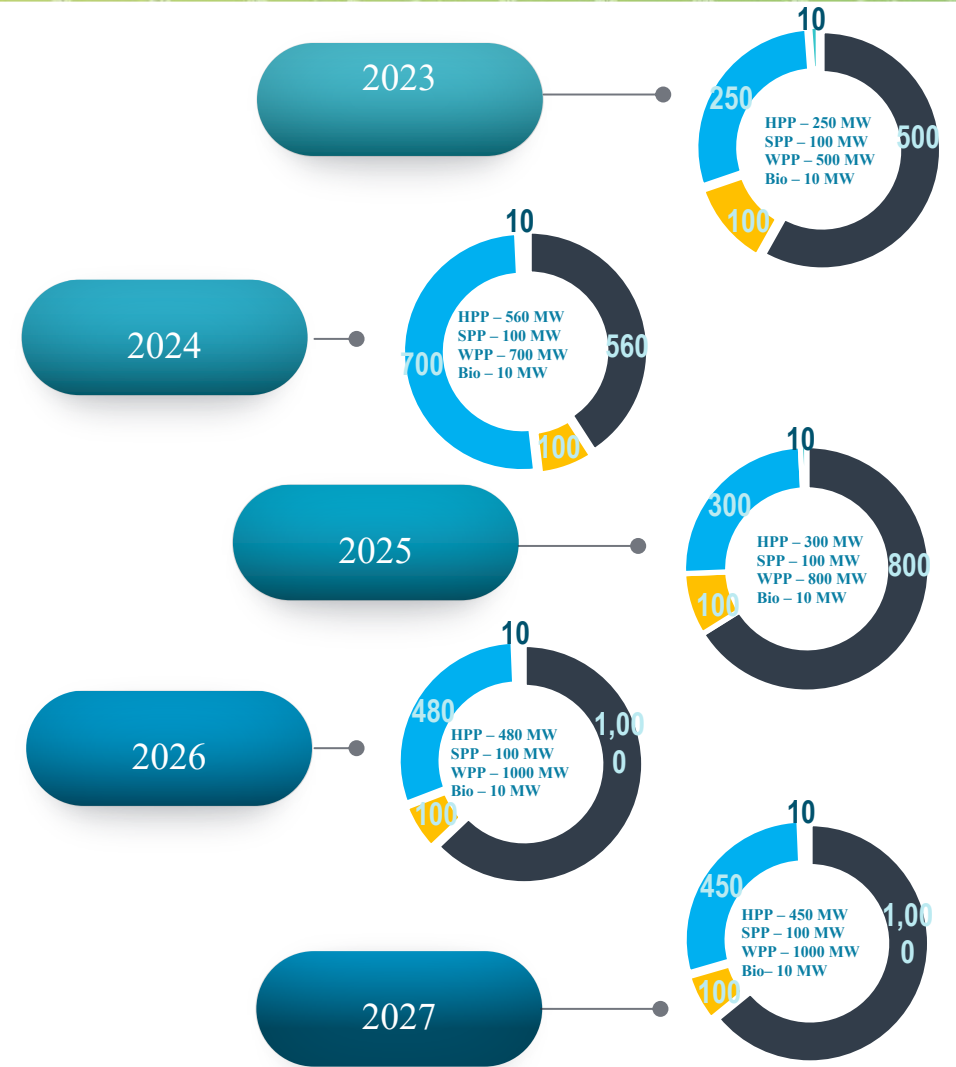 2023
10
250
500
100
HPP – 250 MW
SPP – 100 MW
WPP – 500 MW
Bio – 10 MW
2024
10
700
560
100
HPP – 560 MW
SPP – 100 MW
WPP – 700 MW
Bio – 10 MW
2025
10
300
800
100
HPP – 300 MW
SPP – 100 MW
WPP – 800 MW
Bio – 10 MW
2026
10
480
1,00
0
100
HPP – 480 MW
SPP – 100 MW
WPP – 1000 MW
Bio – 10 MW
2027
10
450
1,00
0
100
HPP – 450 MW
SPP – 100 MW
WPP – 1000 MW
Bio– 10 MW